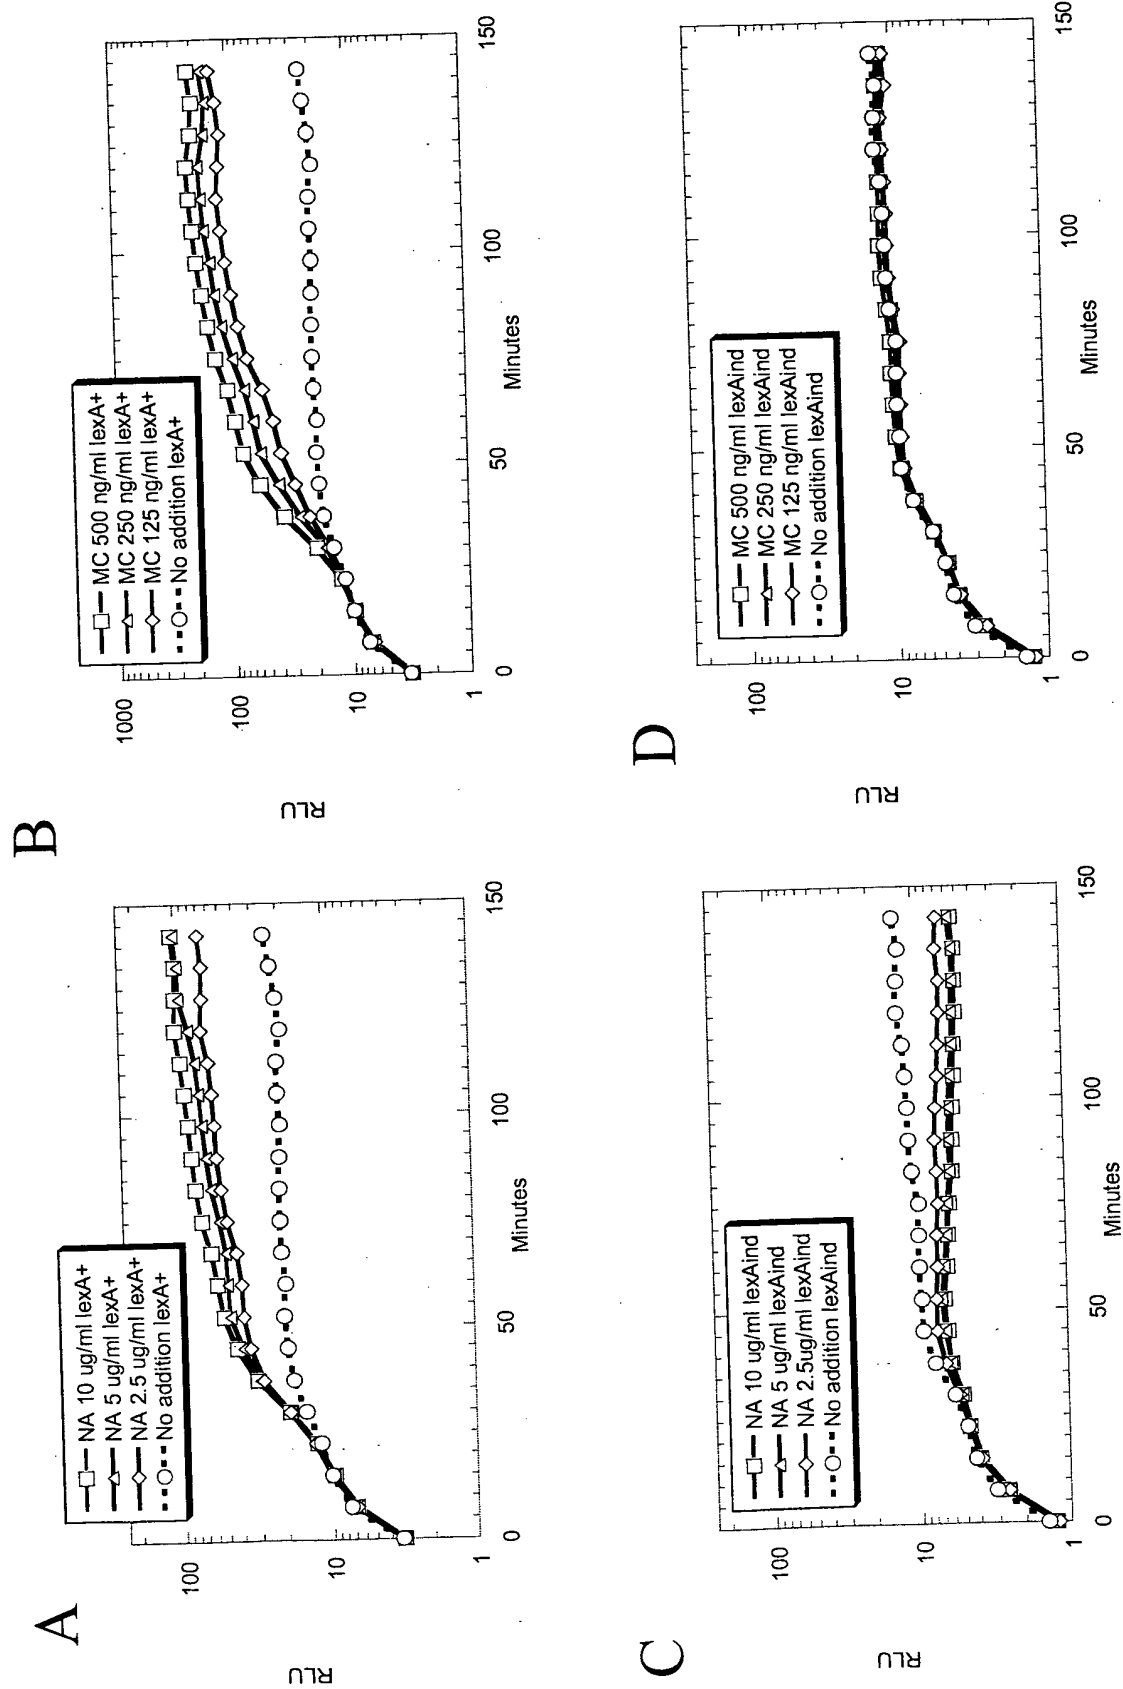 A
RLU
100
10
1
NA 10 ug/ml lexA+
NA 5 ug/ml lexA+
NA 2.5 ug/ml lexA+
No addition lexA+
0
50
100
150
Minutes
B
RLU
1000
100
10
1
MC 500 ng/ml lexA+
MC 250 ng/ml lexA+
MC 125 ng/ml lexA+
No addition lexA+
0
50
100
150
Minutes
C
RLU
100
10
1
NA 10 ug/ml lexAind
NA 5 ug/ml lexAind
NA 2.5ug/ml lexAind
No addition lexAind
0
50
100
150
Minutes
D
RLU
100
10
1
MC 500 ng/ml lexAind
MC 250 ng/ml lexAind
MC 125 ng/ml lexAind
No addition lexAind
0
50
100
150
Minutes